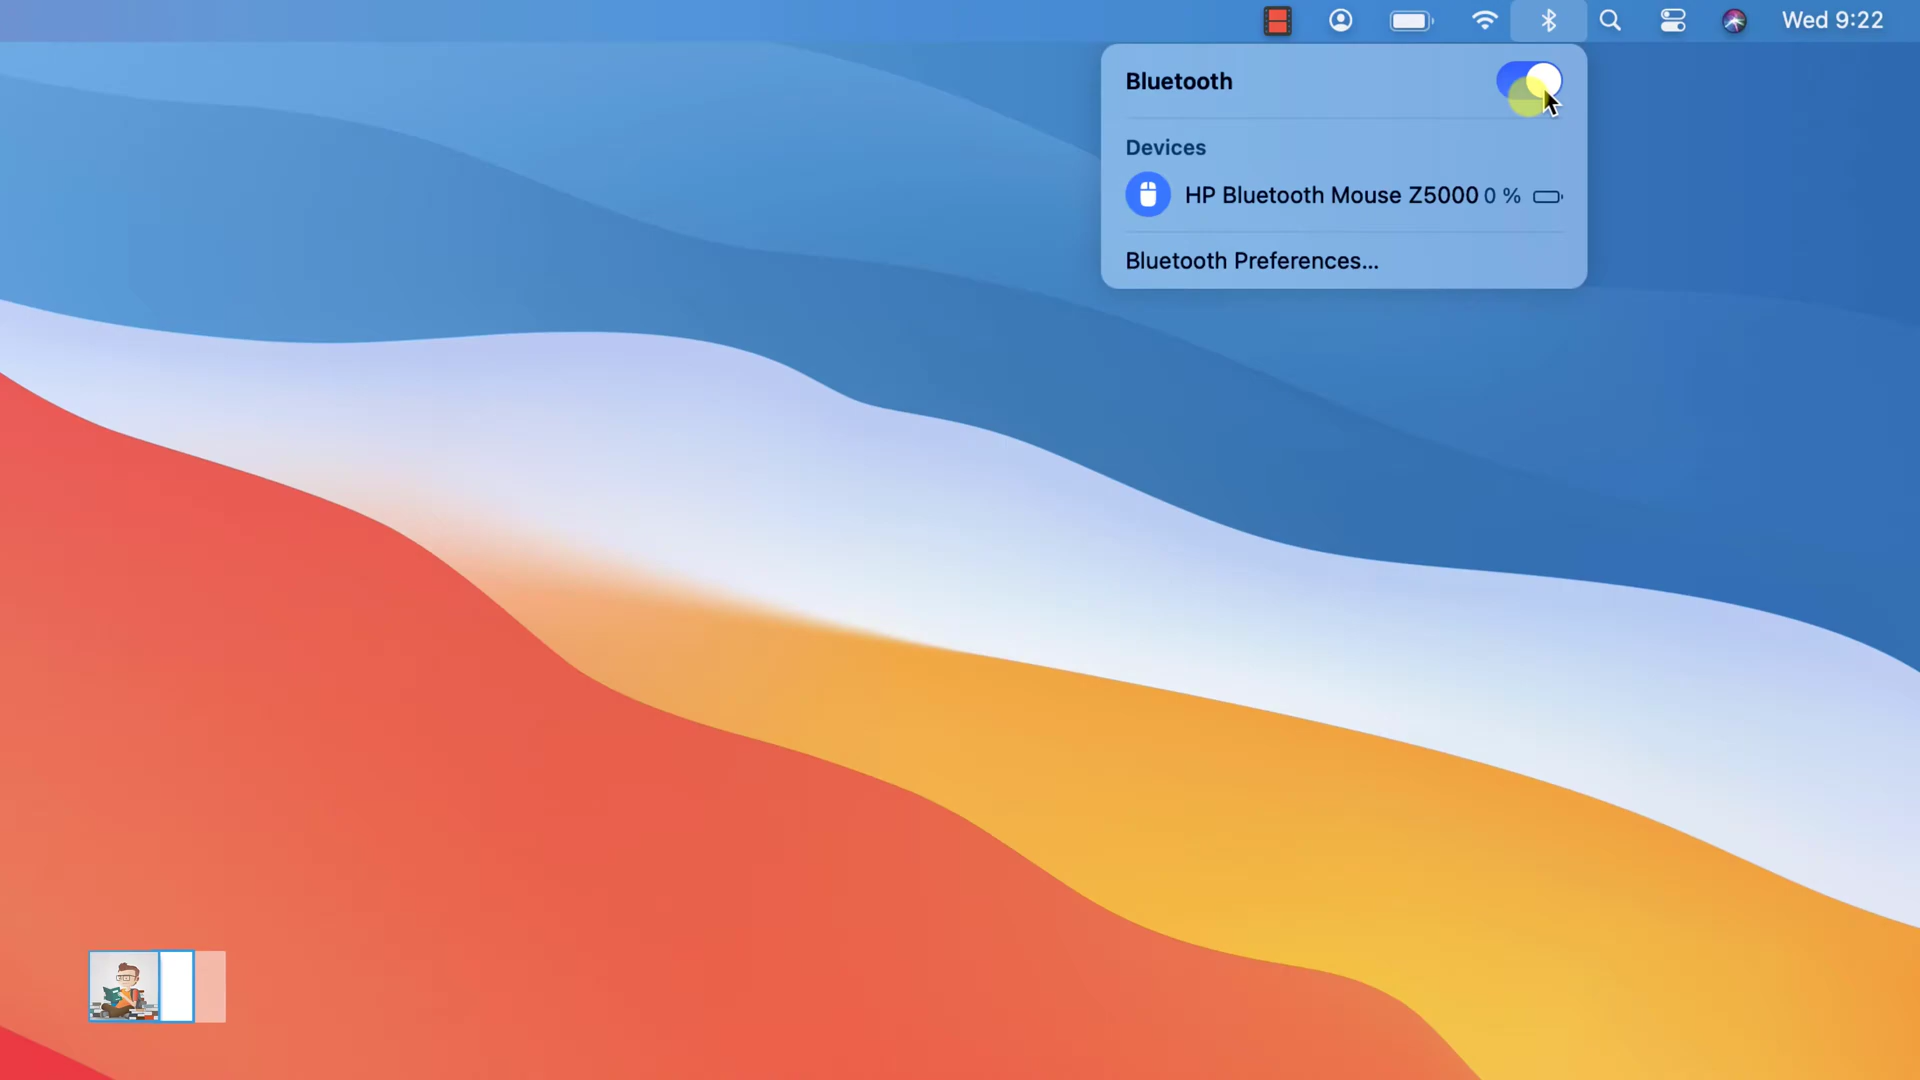 Wed 9:22
Bluetooth
Devices
HP Bluetooth Mouse Z5000 0 %
Bluetooth Preferences...